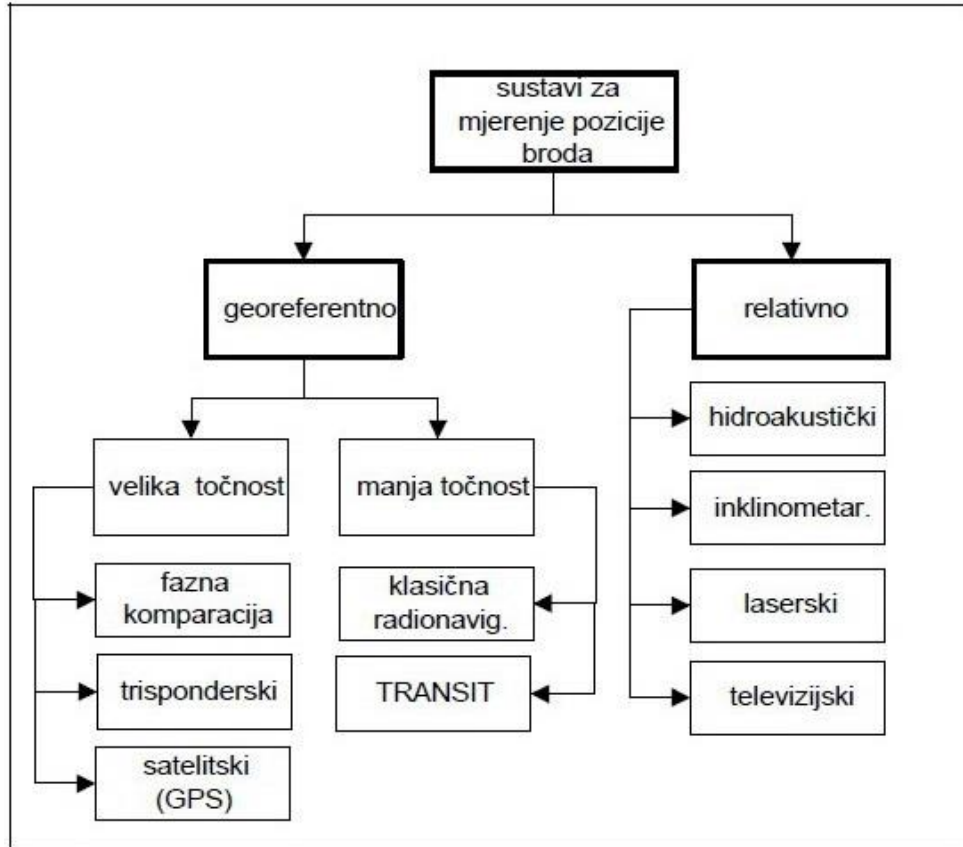 sustavi za
mjerenje pozicije
broda
georeferentno
relativno
velika točnost
manja točnost
fazna
komparacija
trisponderski
satelitski
(GPS)
klasična
radionavig.
TRANSIT
hidroakustički
inklinometar.
laserski
televizijski